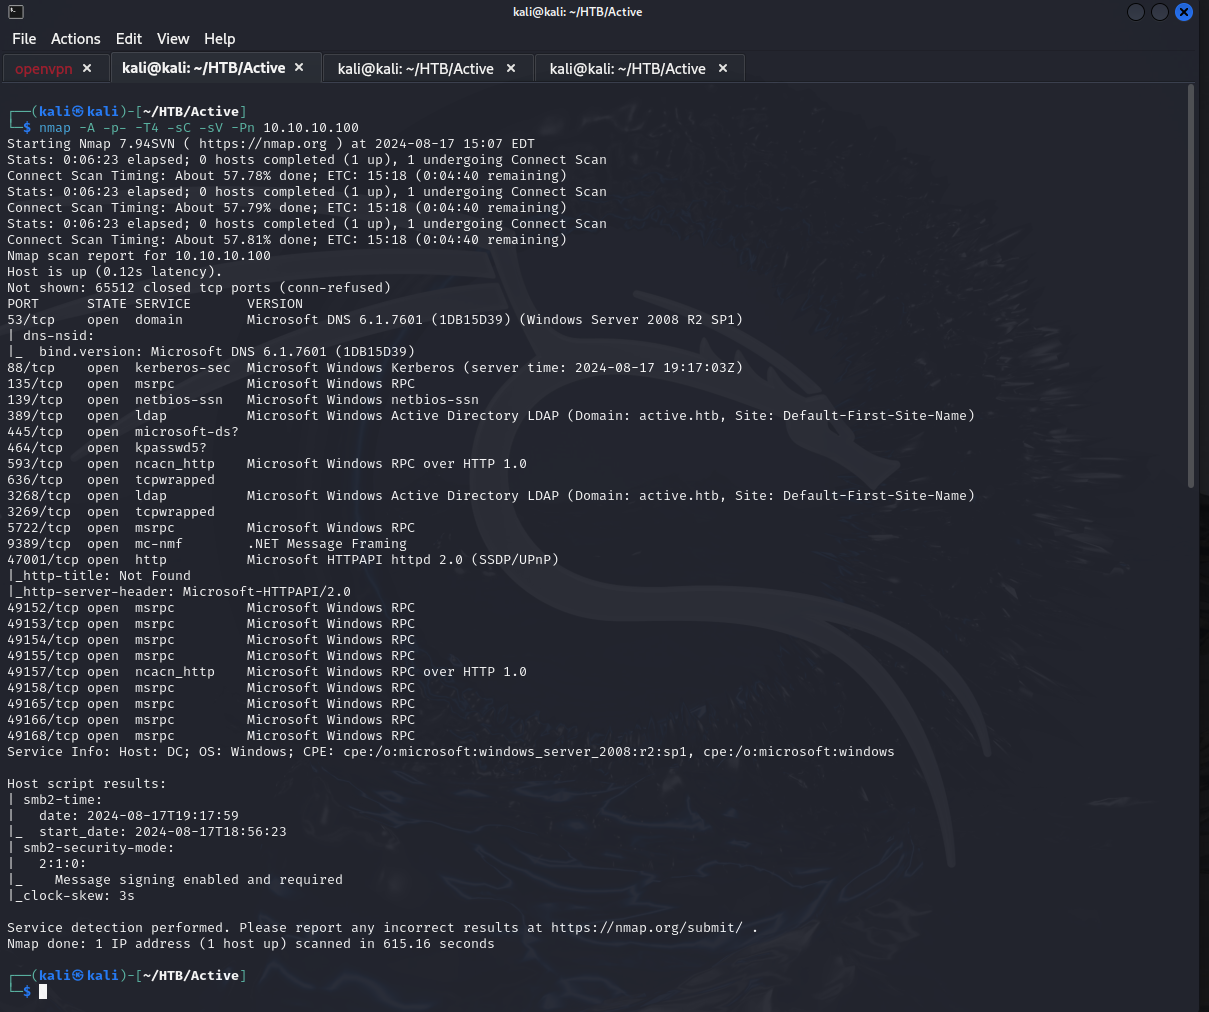 kali@kali: ~/HTB/Active
File Actions Edit View Help
openvpn × kali@kali: ~/HTB/Active × kali@kali: ~/HTB/Active × kali@kali: ~/HTB/Active ×
┌──(kali㉿kali)-[~/HTB/Active]
└─$ nmap -A -p- -T4 -sC -sV -Pn 10.10.10.100
Starting Nmap 7.94SVN ( https://nmap.org ) at 2024-08-17 15:07 EDT
Stats: 0:06:23 elapsed; 0 hosts completed (1 up), 1 undergoing Connect Scan
Connect Scan Timing: About 57.78% done; ETC: 15:18 (0:04:40 remaining)
Stats: 0:06:23 elapsed; 0 hosts completed (1 up), 1 undergoing Connect Scan
Connect Scan Timing: About 57.79% done; ETC: 15:18 (0:04:40 remaining)
Stats: 0:06:23 elapsed; 0 hosts completed (1 up), 1 undergoing Connect Scan
Connect Scan Timing: About 57.81% done; ETC: 15:18 (0:04:40 remaining)
Nmap scan report for 10.10.10.100
Host is up (0.12s latency).
Not shown: 65512 closed tcp ports (conn-refused)
PORT      STATE SERVICE       VERSION
53/tcp    open  domain        Microsoft DNS 6.1.7601 (1DB15D39) (Windows Server 2008 R2 SP1)
| dns-nsid:
|_  bind.version: Microsoft DNS 6.1.7601 (1DB15D39)
88/tcp    open  kerberos-sec  Microsoft Windows Kerberos (server time: 2024-08-17 19:17:03Z)
135/tcp   open  msrpc         Microsoft Windows RPC
139/tcp   open  netbios-ssn   Microsoft Windows netbios-ssn
389/tcp   open  ldap          Microsoft Windows Active Directory LDAP (Domain: active.htb, Site: Default-First-Site-Name)
445/tcp   open  microsoft-ds?
464/tcp   open  kpasswd5?
593/tcp   open  ncacn_http    Microsoft Windows RPC over HTTP 1.0
636/tcp   open  tcpwrapped
3268/tcp  open  ldap          Microsoft Windows Active Directory LDAP (Domain: active.htb, Site: Default-First-Site-Name)
3269/tcp  open  tcpwrapped
5722/tcp  open  msrpc         Microsoft Windows RPC
9389/tcp  open  mc-nmf        .NET Message Framing
47001/tcp open  http          Microsoft HTTPAPI httpd 2.0 (SSDP/UPnP)
|_http-title: Not Found
|_http-server-header: Microsoft-HTTPAPI/2.0
49152/tcp open  msrpc         Microsoft Windows RPC
49153/tcp open  msrpc         Microsoft Windows RPC
49154/tcp open  msrpc         Microsoft Windows RPC
49155/tcp open  msrpc         Microsoft Windows RPC
49157/tcp open  ncacn_http    Microsoft Windows RPC over HTTP 1.0
49158/tcp open  msrpc         Microsoft Windows RPC
49165/tcp open  msrpc         Microsoft Windows RPC
49166/tcp open  msrpc         Microsoft Windows RPC
49168/tcp open  msrpc         Microsoft Windows RPC
Service Info: Host: DC; OS: Windows; CPE: cpe:/o:microsoft:windows_server_2008:r2:sp1, cpe:/o:microsoft:windows
Host script results:
| smb2-time:
|   date: 2024-08-17T19:17:59
|_  start_date: 2024-08-17T18:56:23
| smb2-security-mode:
|   2:1:0:
|_    Message signing enabled and required
|_clock-skew: 3s
Service detection performed. Please report any incorrect results at https://nmap.org/submit/ .
Nmap done: 1 IP address (1 host up) scanned in 615.16 seconds
┌──(kali㉿kali)-[~/HTB/Active]
└─$